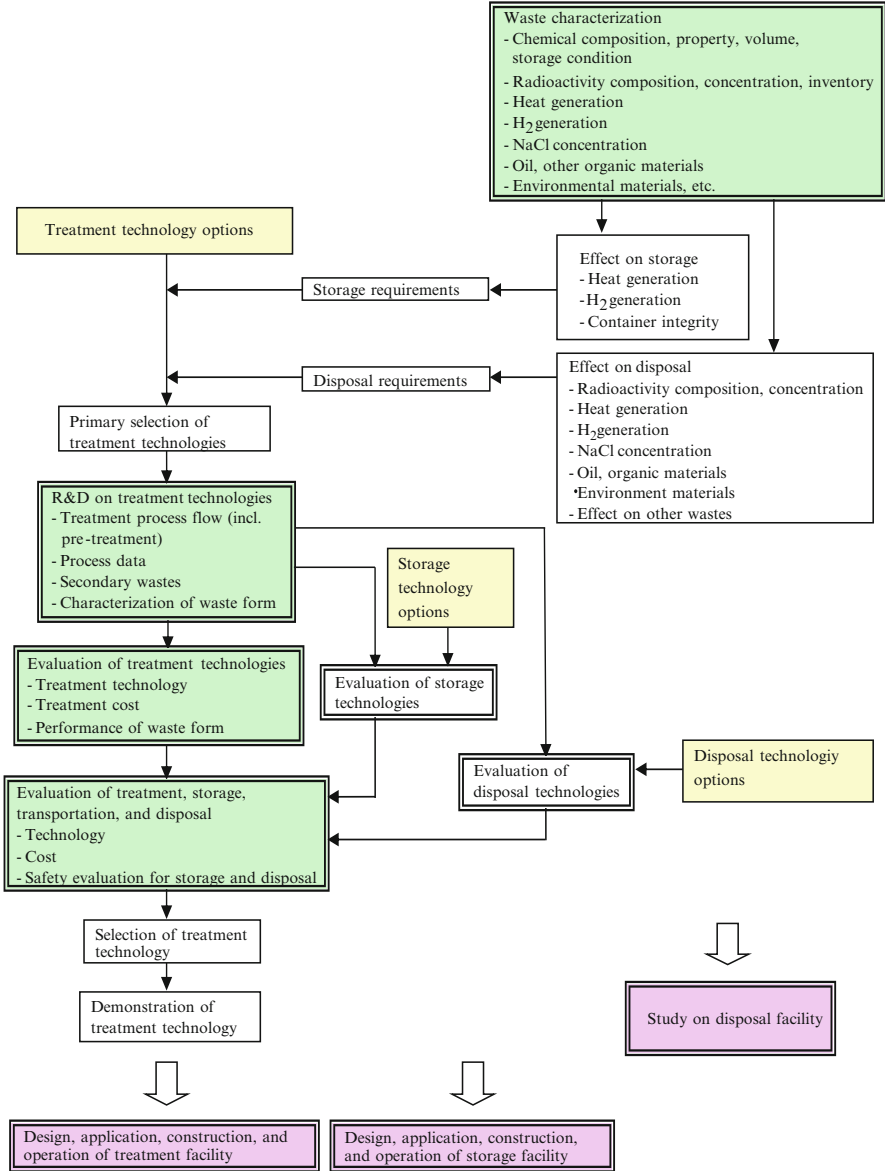 Waste characterization
- Chemical composition, property, volume,
storage condition
- Radioactivity composition, concentration, inventory
- Heat generation
- H2 generation
- NaCl concentration
- Oil, other organic materials
- Environmental materials, etc.
Treatment technology options
Effect on storage
- Heat generation
- H2 generation
- Container integrity
Storage requirements
Effect on disposal
- Radioactivity composition, concentration
- Heat generation
- H2generation
- NaCl concentration
- Oil, organic materials
•Environment materials
- Effect on other wastes
Disposal requirements
Primary selection of
treatment technologies
R&D on treatment technologies
- Treatment process flow (incl.
pre-treatment)
- Process data
- Secondary wastes
- Characterization of waste form
Storage
technology
options
Evaluation of treatment technologies
- Treatment technology
- Treatment cost
- Performance of waste form
Evaluation of storage
technologies
Evaluation of
disposal technologies
Disposal technologiy
options
Evaluation of treatment, storage,
transportation, and disposal
- Technology
- Cost
- Safety evaluation for storage and disposal
Selection of treatment
technology
Demonstration of
treatment technology
Study on disposal facility
Design, application, construction, and
operation of treatment facility
Design, application, construction,
and operation of storage facility